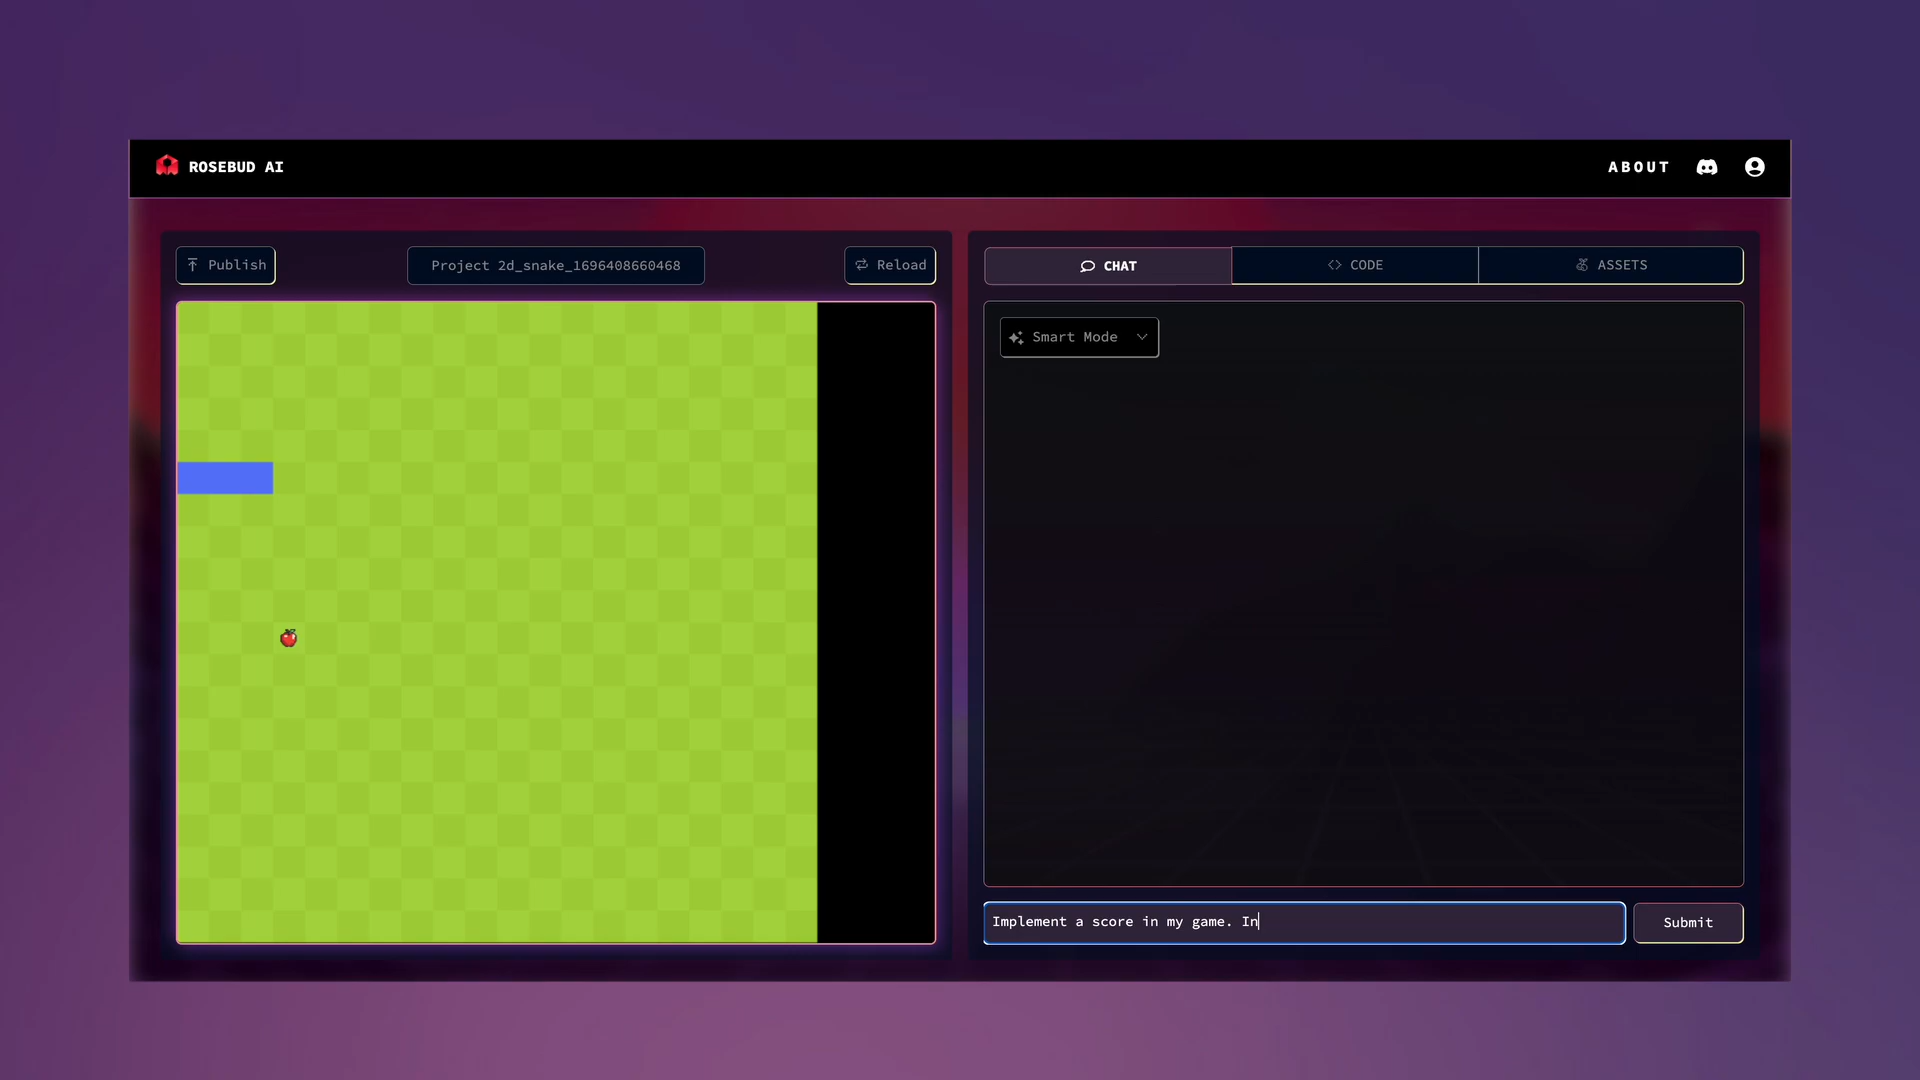 ROSEBUD AI
ABOUT
Publish
Project 2d_snake_1696408660468
Reload
CHAT
CODE
ASSETS
Smart Mode
Implement a score in my game. In
Submit